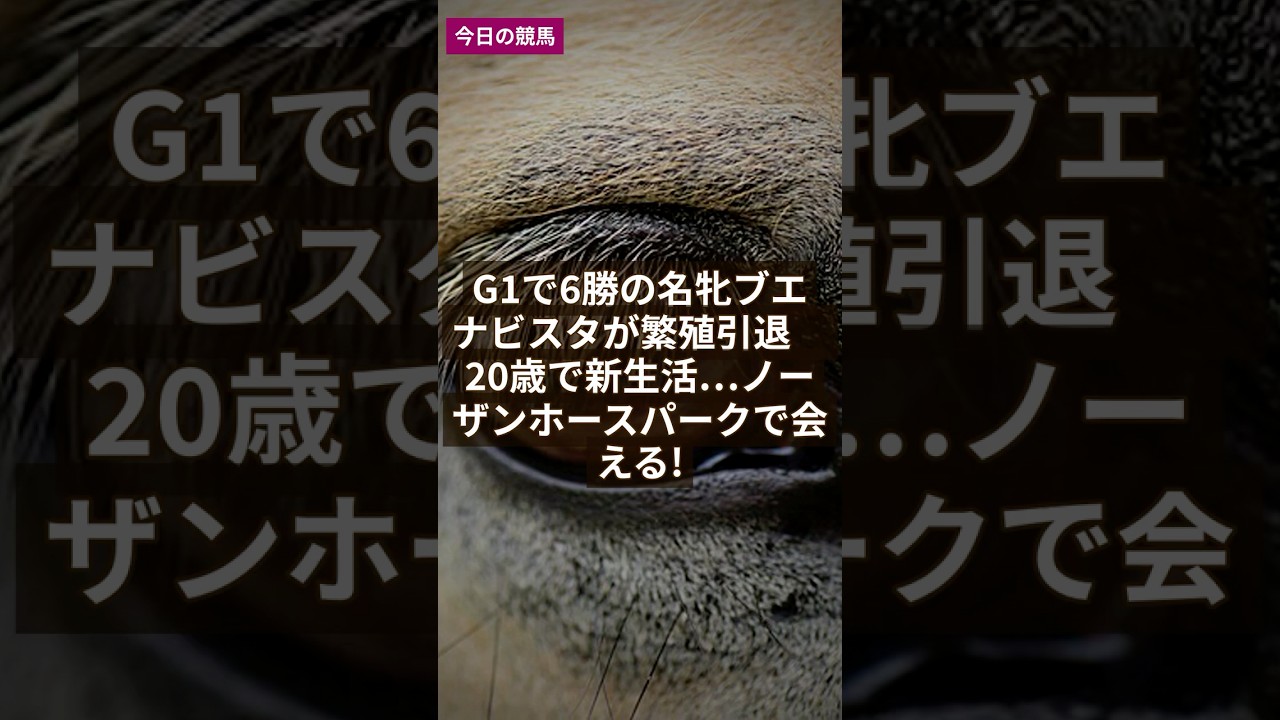 今日の競馬
G1で6勝の名牝ブエ
ナビスタが繁殖引退
20歳で新生活…ノー
ザンホースパークで会
える!